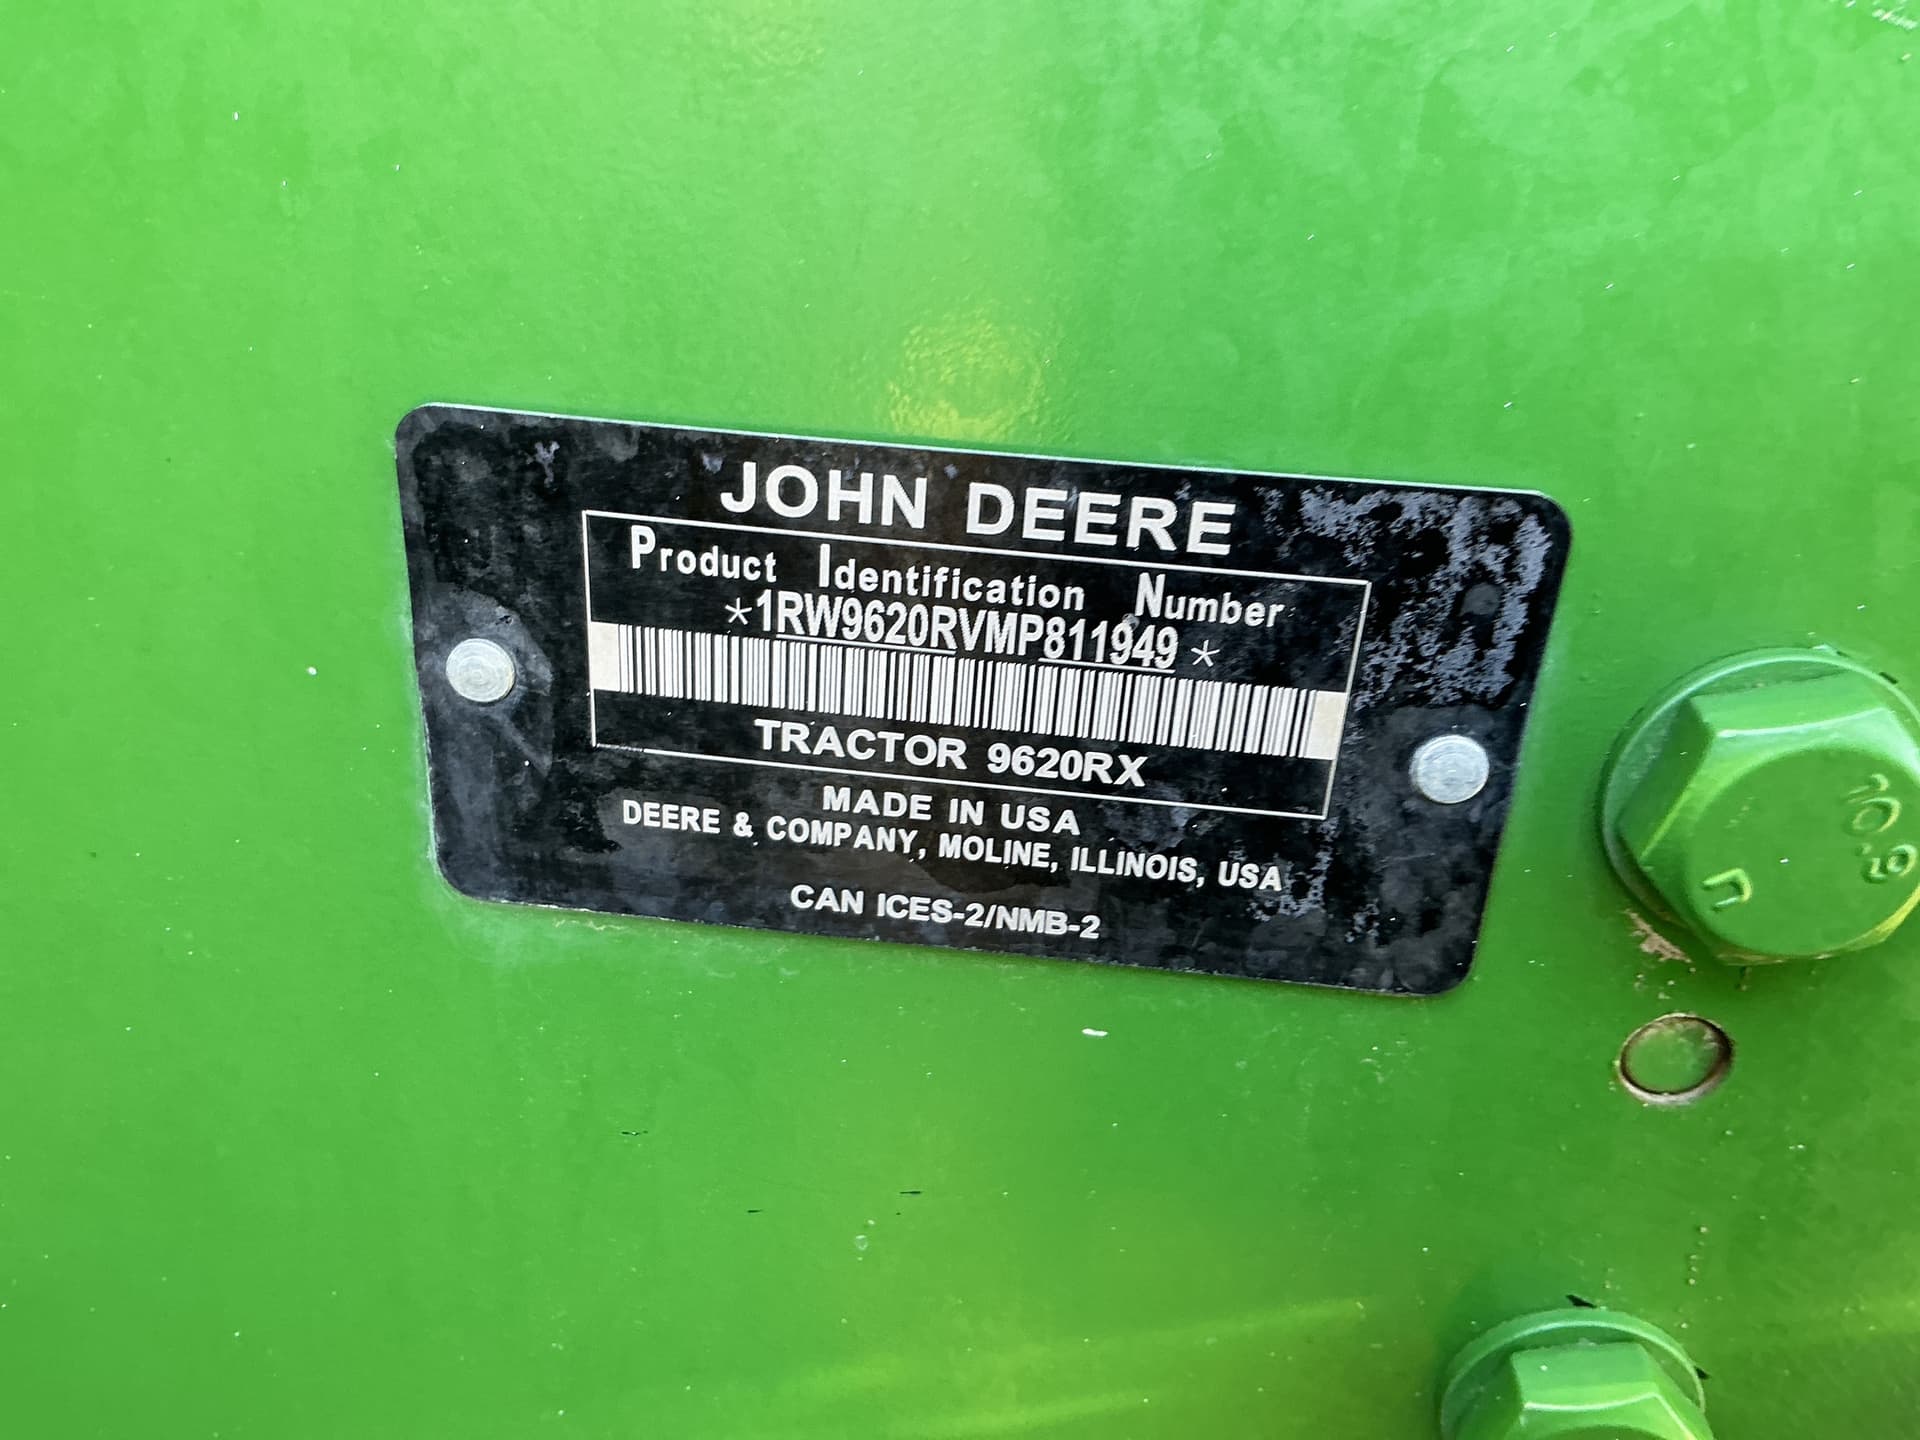 JOHN DEERE
Product Identification Number
*1RW9620RVMP811949*
TRACTOR 9620RX
MADE IN USA
DEERE & COMPANY, MOLINE, ILLINOIS, USA
CAN ICES-2/NMB-2
10.9